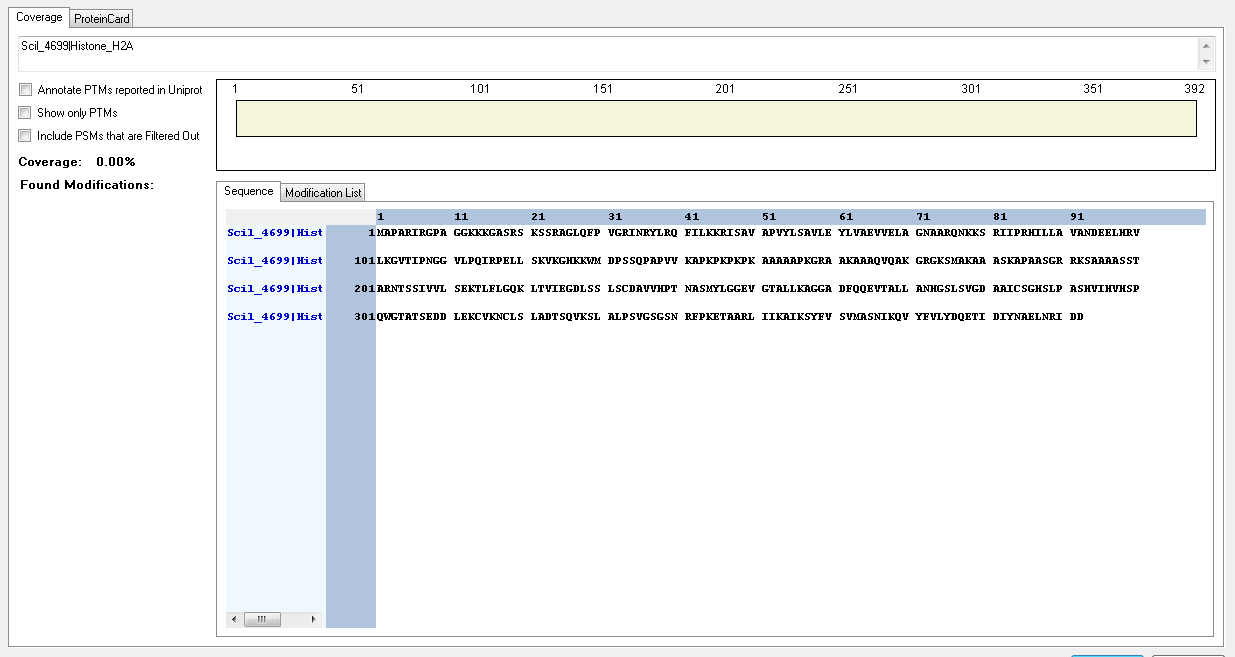 Coverage ProteinCard
Scil_4699|Histone_H2A
Annotate PTMs reported in Uniprot
Show only PTMs
Include PSMs that are Filtered Out
Coverage: 0.00%
Found Modifications:
1 51 101 151 201 251 301 351 392
Sequence Modification List
1 11 21 31 41 51 61 71 81 91
Scil_4699|Hist 1 MAPARIRGPA GGKKKGASRS KSSRAGLQFP VGRINRYLRQ FILKKRISAV APVYLSAVLE YLVAEVVELA GNAARQNKKS RIIPRHILLA VANDEELHRV
Scil_4699|Hist 101 LKGVTIPNGG VLPQIRPELL SKVKGHKKWM DPSSQPAPVV KAPKPKPKPK AAAAAPKGRA AKAAAQVQAK GRGKSMAKAA ASKAPAASGR RKSAAAASST
Scil_4699|Hist 201 ARNTSSIVVL SEKTLFLGQK LTVIEGDLSS LSCDAVVHPT NASMYLGGEV GTALLKAGGA DFQQEVTALL ANHGSLSVGD AAICSGHSLP ASHVIHVHSP
Scil_4699|Hist 301 QWGTATSEDD LEKCVKNCLS LADTSQVKSL ALPSVGSGSN RFPKETAARL IIKAIKSYFV SVMASNIKQV YFVLYDQETI DIYNAELNRI DD